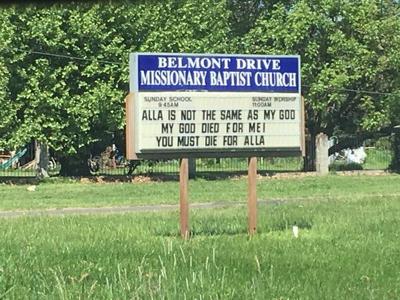 BELMONT DRIVE
MISSIONARY BAPTIST CHURCH
SUNDAY SCHOOL
9:45AM
SUNDAY WORSHIP
11:00AM
ALLA IS NOT THE SAME AS MY GOD
MY GOD DIED FOR ME!
YOU MUST DIE FOR ALLA